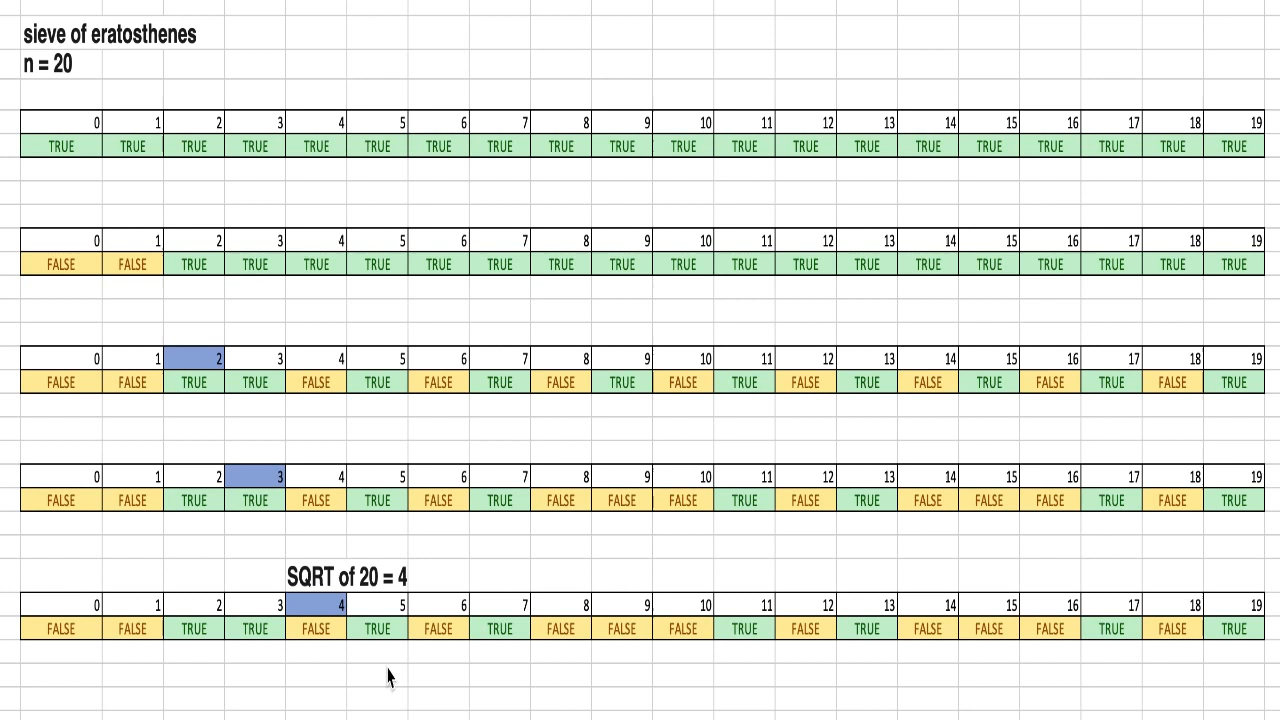 sieve of eratosthenes
n = 20
0 1 2 3 4 5 6 7 8 9 10 11 12 13 14 15 16 17 18 19
TRUE TRUE TRUE TRUE TRUE TRUE TRUE TRUE TRUE TRUE TRUE TRUE TRUE TRUE TRUE TRUE TRUE TRUE TRUE TRUE
0 1 2 3 4 5 6 7 8 9 10 11 12 13 14 15 16 17 18 19
FALSE FALSE TRUE TRUE TRUE TRUE TRUE TRUE TRUE TRUE TRUE TRUE TRUE TRUE TRUE TRUE TRUE TRUE TRUE TRUE
0 1 2 3 4 5 6 7 8 9 10 11 12 13 14 15 16 17 18 19
FALSE FALSE TRUE TRUE FALSE TRUE FALSE TRUE FALSE TRUE FALSE TRUE FALSE TRUE FALSE TRUE FALSE TRUE FALSE TRUE
0 1 2 3 4 5 6 7 8 9 10 11 12 13 14 15 16 17 18 19
FALSE FALSE TRUE TRUE FALSE TRUE FALSE TRUE FALSE FALSE FALSE TRUE FALSE TRUE FALSE FALSE FALSE TRUE FALSE TRUE
SQRT of 20 = 4
0 1 2 3 4 5 6 7 8 9 10 11 12 13 14 15 16 17 18 19
FALSE FALSE TRUE TRUE FALSE TRUE FALSE TRUE FALSE FALSE FALSE TRUE FALSE TRUE FALSE FALSE FALSE TRUE FALSE TRUE